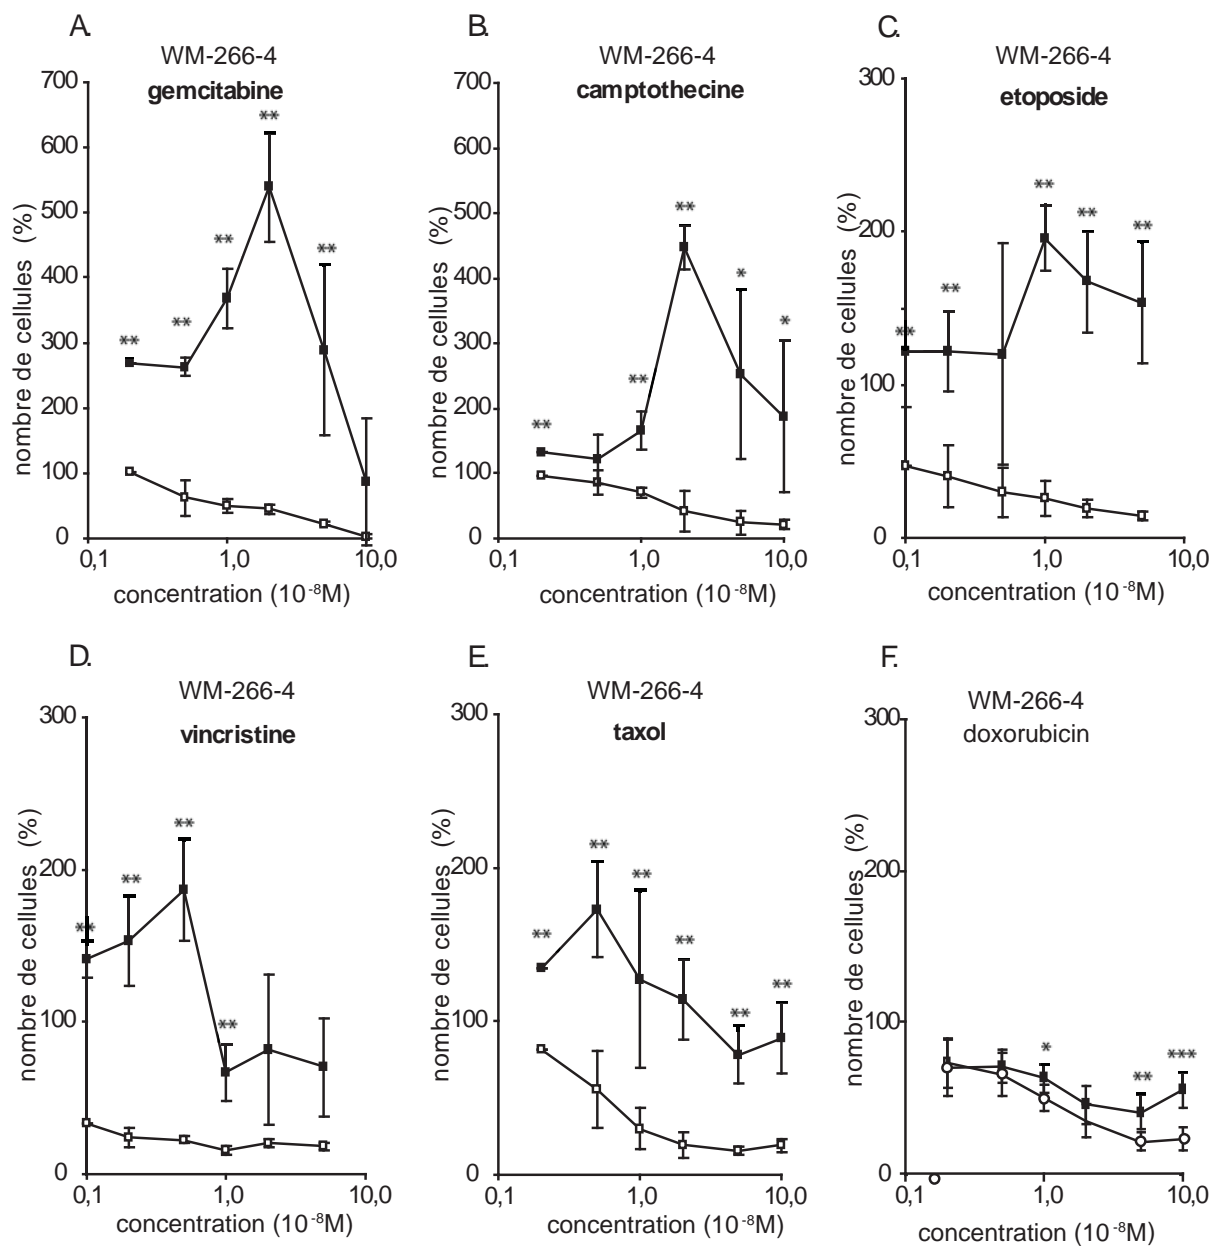 A.
WM-266-4
gemcitabine
700
600
500
400
300
200
100
0
0,1
1,0
10,0
**
**
**
**
**
nombre de cellules (%)
concentration (10-8M)
B.
WM-266-4
camptothecine
700
600
500
400
300
200
100
0
0,1
1,0
10,0
**
**
**
*
*
nombre de cellules (%)
concentration (10-8M)
C.
WM-266-4
etoposide
300
200
100
0
0,1
1,0
10,0
**
**
**
**
**
nombre de cellules (%)
concentration (10-8M)
D.
WM-266-4
vincristine
300
200
100
0
0,1
1,0
10,0
**
**
**
**
nombre de cellules (%)
concentration (10-8M)
E.
WM-266-4
taxol
300
200
100
0
0,1
1,0
10,0
**
**
**
**
**
**
nombre de cellules (%)
concentration (10-8M)
F.
WM-266-4
doxorubicin
300
200
100
0
0,1
1,0
10,0
*
**
***
nombre de cellules (%)
concentration (10-8M)